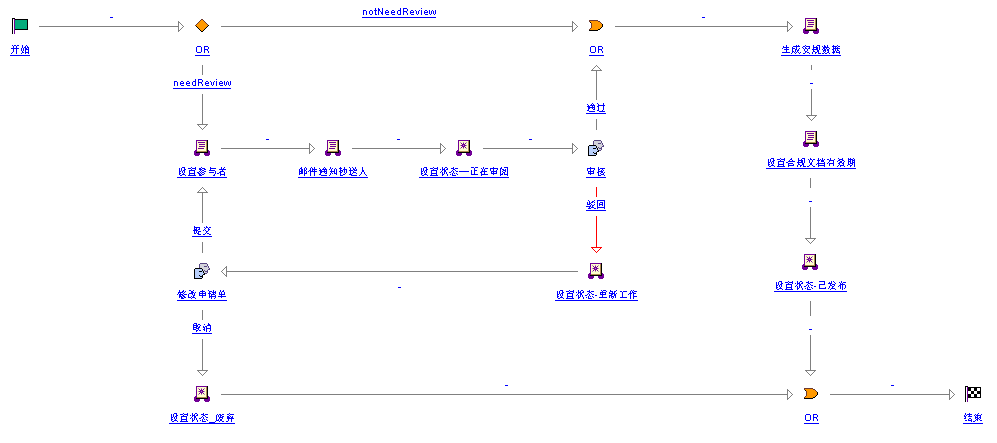 notNeedReview
开始
OR
OR
生成安规数据
needReview
通过
设置参与者
邮件通知抄送人
设置状态—正在审阅
审核
设置合规文档有效期
驳回
提交
修改申请单
设置状态-重新工作
设置状态-已发布
取消
设置状态_废弃
OR
结束